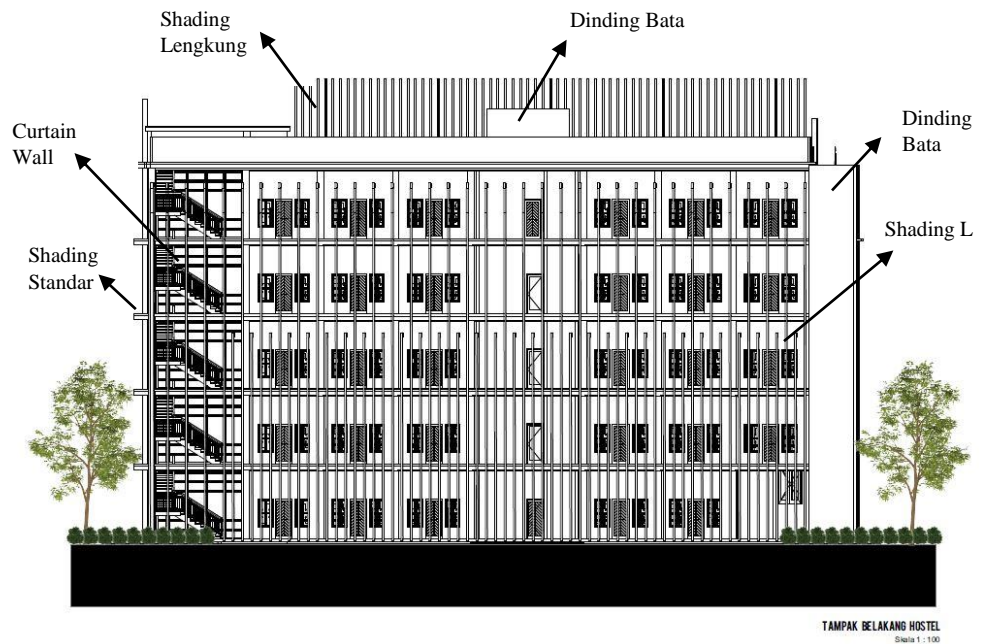 Shading
Lengkung
Dinding Bata
Curtain
Wall
Dinding
Bata
Shading L
Shading
Standar
TAMPAK BELAKANG HOSTEL
Skala 1 : 100